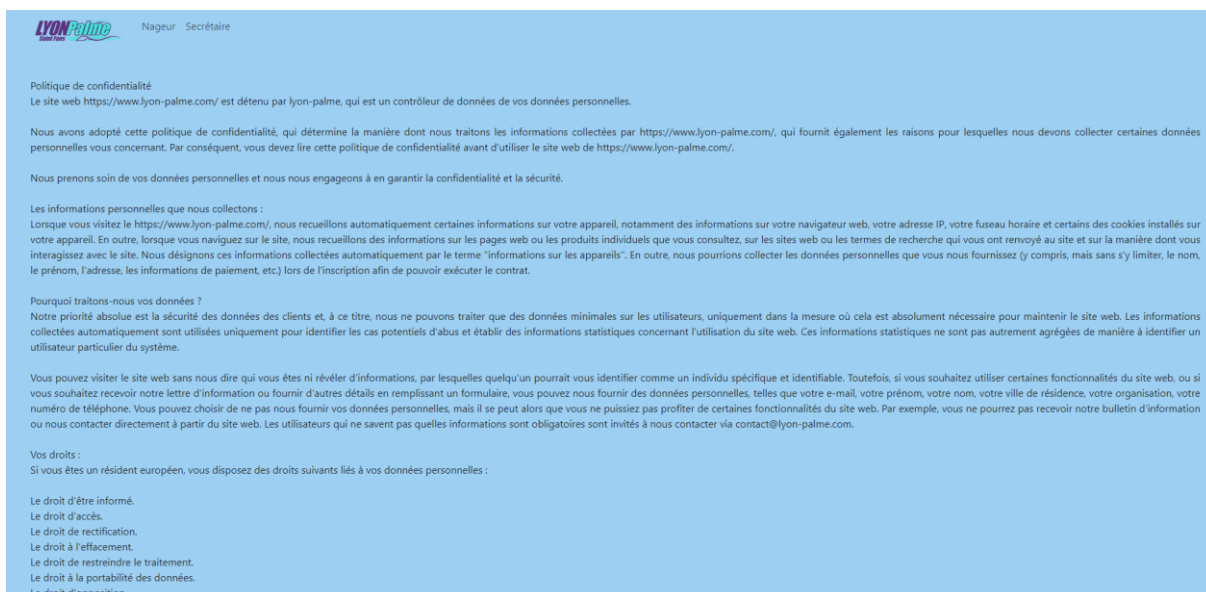 LYONPalme
Saint Fons
Nageur Secrétaire
Politique de confidentialité
Le site web https://www.lyon-palme.com/ est détenu par lyon-palme, qui est un contrôleur de données de vos données personnelles.
Nous avons adopté cette politique de confidentialité, qui détermine la manière dont nous traitons les informations collectées par https://www.lyon-palme.com/, qui fournit également les raisons pour lesquelles nous devons collecter certaines données
personnelles vous concernant. Par conséquent, vous devez lire cette politique de confidentialité avant d'utiliser le site web de https://www.lyon-palme.com/.
Nous prenons soin de vos données personnelles et nous nous engageons à en garantir la confidentialité et la sécurité.
Les informations personnelles que nous collectons :
Lorsque vous visitez le https://www.lyon-palme.com/, nous recueillons automatiquement certaines informations sur votre appareil, notamment des informations sur votre navigateur web, votre adresse IP, votre fuseau horaire et certains des cookies installés sur
votre appareil. En outre, lorsque vous naviguez sur le site, nous recueillons des informations sur les pages web ou les produits individuels que vous consultez, sur les sites web ou les termes de recherche qui vous ont renvoyé au site et sur la manière dont vous
interagissez avec le site. Nous désignons ces informations collectées automatiquement par le terme "informations sur les appareils". En outre, nous pourrions collecter les données personnelles que vous nous fournissez (y compris, mais sans s'y limiter, le nom,
le prénom, l'adresse, les informations de paiement, etc.) lors de l'inscription afin de pouvoir exécuter le contrat.
Pourquoi traitons-nous vos données ?
Notre priorité absolue est la sécurité des données des clients et, à ce titre, nous ne pouvons traiter que des données minimales sur les utilisateurs, uniquement dans la mesure où cela est absolument nécessaire pour maintenir le site web. Les informations
collectées automatiquement sont utilisées uniquement pour identifier les cas potentiels d'abus et établir des informations statistiques concernant l'utilisation du site web. Ces informations statistiques ne sont pas autrement agrégées de manière à identifier un
utilisateur particulier du système.
Vous pouvez visiter le site web sans nous dire qui vous êtes ni révéler d'informations, par lesquelles quelqu'un pourrait vous identifier comme un individu spécifique et identifiable. Toutefois, si vous souhaitez utiliser certaines fonctionnalités du site web, ou si
vous souhaitez recevoir notre lettre d'information ou fournir d'autres détails en remplissant un formulaire, vous pouvez nous fournir des données personnelles, telles que votre e-mail, votre prénom, votre nom, votre ville de résidence, votre organisation, votre
numéro de téléphone. Vous pouvez choisir de ne pas nous fournir vos données personnelles, mais il se peut alors que vous ne puissiez pas profiter de certaines fonctionnalités du site web. Par exemple, vous ne pourrez pas recevoir notre bulletin d'information
ou nous contacter directement à partir du site web. Les utilisateurs qui ne savent pas quelles informations sont obligatoires sont invités à nous contacter via contact@lyon-palme.com.
Vos droits :
Si vous êtes un résident européen, vous disposez des droits suivants liés à vos données personnelles :
Le droit d'être informé.
Le droit d'accès.
Le droit de rectification.
Le droit à l'effacement.
Le droit de restreindre le traitement.
Le droit à la portabilité des données.
Le droit d'opposition.